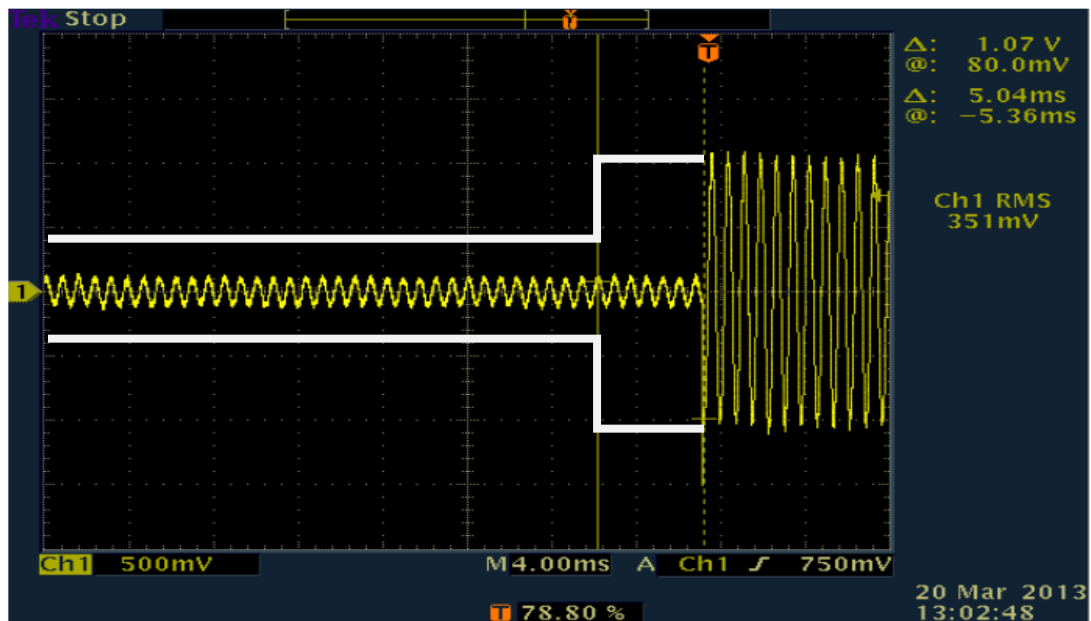 Tek Stop
T
T
Δ: 1.07 V
@: 80.0mV
Δ: 5.04ms
@: −5.36ms
Ch1 RMS
351mV
1
Ch1 500mV M 4.00ms A Ch1 750mV
T 78.80 %
20 Mar 2013
13:02:48